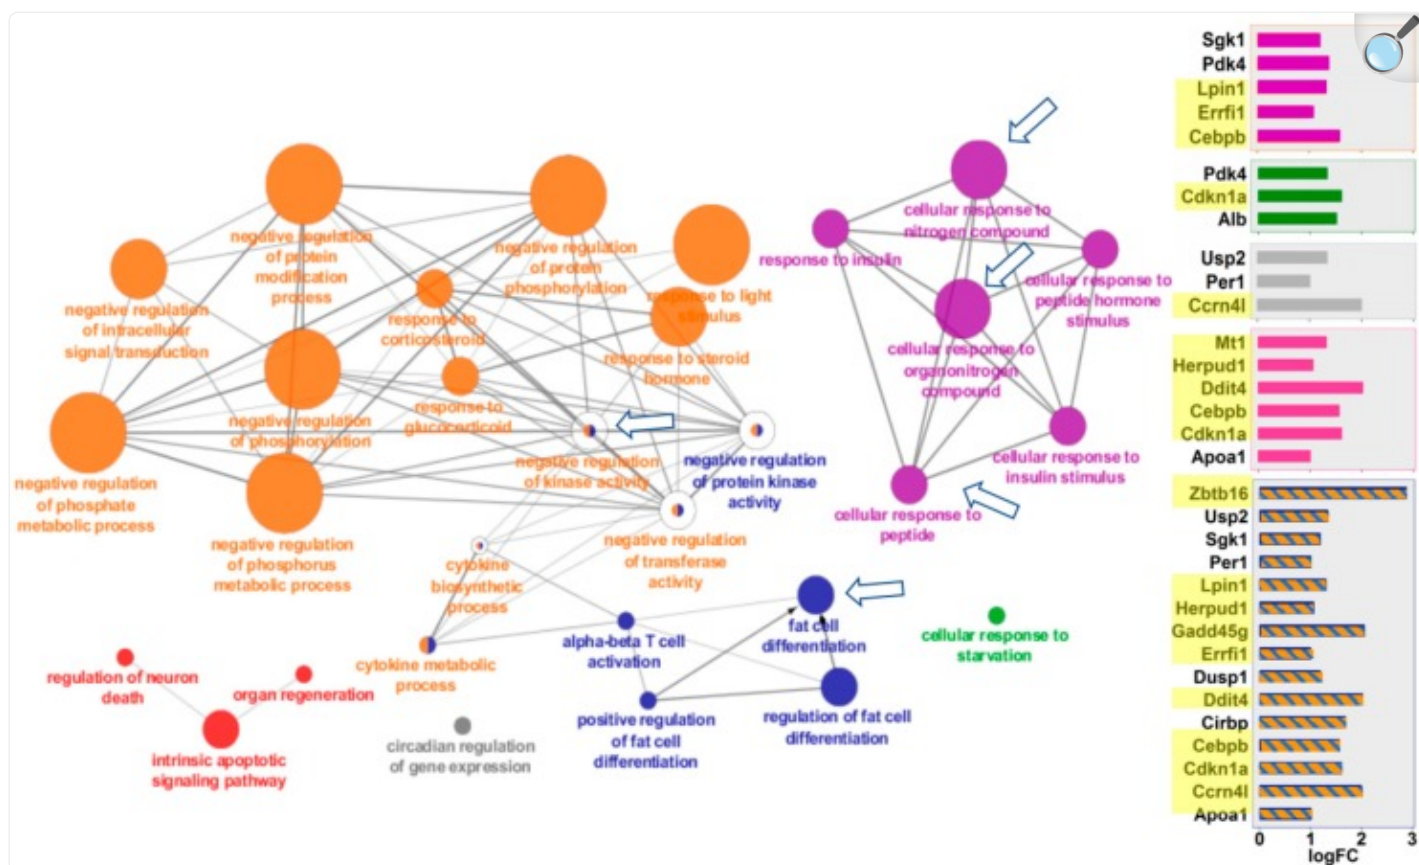 negative regulation
of protein
modification
process
negative regulation
of protein
phosphorylation
response to light
stimulus
negative regulation
of intracellular
signal transduction
response to
corticosteroid
response to steroid
hormone
negative regulation
of phosphorylation
response to
glucocorticoid
negative regulation
of phosphate
metabolic process
negative regulation
of kinase activity
negative regulation
of protein kinase
activity
negative regulation
of phosphorus
metabolic process
negative regulation
of transferase
activity
cytokine
biosynthetic
process
cytokine metabolic
process
alpha-beta T cell
activation
fat cell
differentiation
positive regulation
of fat cell
differentiation
regulation of fat cell
differentiation
regulation of neuron
death
organ regeneration
intrinsic apoptotic
signaling pathway
circadian regulation
of gene expression
cellular response to
starvation
cellular response to
nitrogen compound
response to insulin
cellular response to
peptide hormone
stimulus
cellular response to
organonitrogen
compound
cellular response to
insulin stimulus
cellular response to
peptide
Sgk1
Pdk4
Lpin1
Errfi1
Cebpb
Pdk4
Cdkn1a
Alb
Usp2
Per1
Ccrn4l
Mt1
Herpud1
Ddit4
Cebpb
Cdkn1a
Apoa1
Zbtb16
Usp2
Sgk1
Per1
Lpin1
Herpud1
Gadd45g
Errfi1
Dusp1
Ddit4
Cirbp
Cebpb
Cdkn1a
Ccrn4l
Apoa1
0 1 2 3
logFC